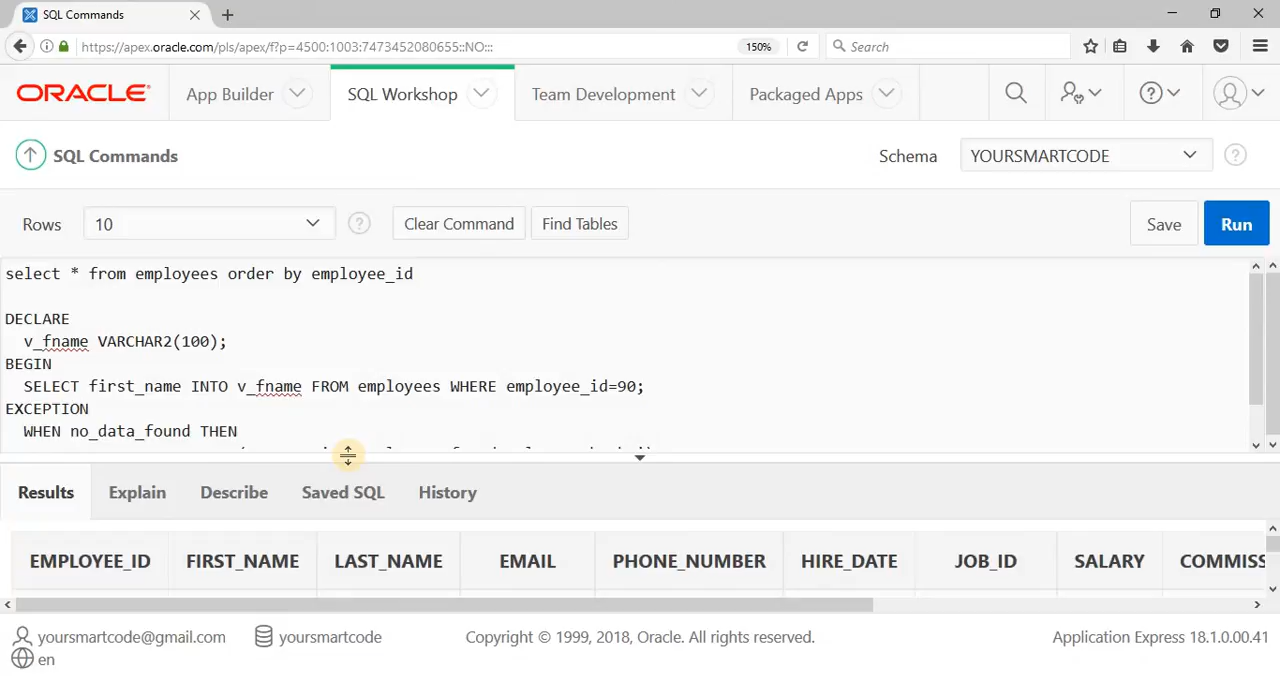 SQL Commands
https://apex.oracle.com/pls/apex/f?p=4500:1003:7473452080655::NO:::
150%
Search
ORACLE
App Builder
SQL Workshop
Team Development
Packaged Apps
SQL Commands
Schema
YOURSMARTCODE
Rows
10
Clear Command
Find Tables
Save
Run
select * from employees order by employee_id
DECLARE
v_fname VARCHAR2(100);
BEGIN
SELECT first_name INTO v_fname FROM employees WHERE employee_id=90;
EXCEPTION
WHEN no_data_found THEN
Results
Explain
Describe
Saved SQL
History
EMPLOYEE_ID FIRST_NAME LAST_NAME EMAIL PHONE_NUMBER HIRE_DATE JOB_ID SALARY COMMISS
yoursmartcode@gmail.com
yoursmartcode
Copyright © 1999, 2018, Oracle. All rights reserved.
Application Express 18.1.0.00.41
en